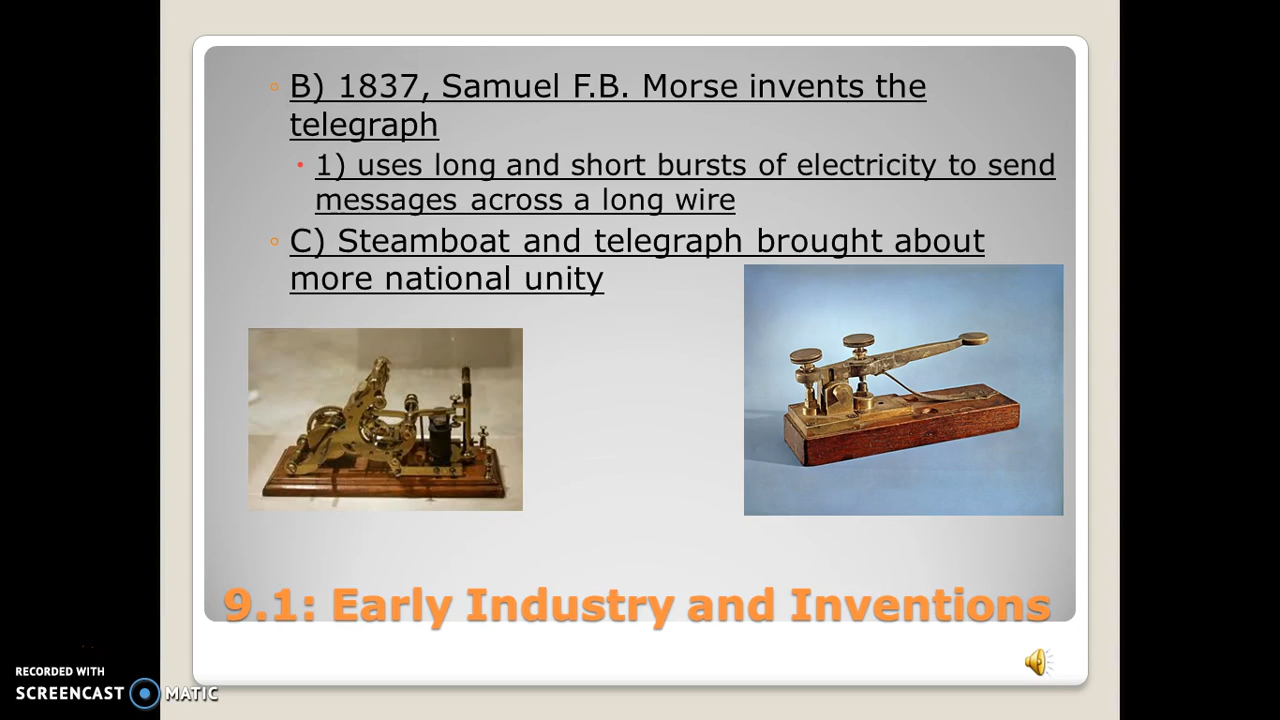 B) 1837, Samuel F.B. Morse invents the
telegraph
1) uses long and short bursts of electricity to send
messages across a long wire
C) Steamboat and telegraph brought about
more national unity
9.1: Early Industry and Inventions
RECORDED WITH
SCREENCAST MATIC